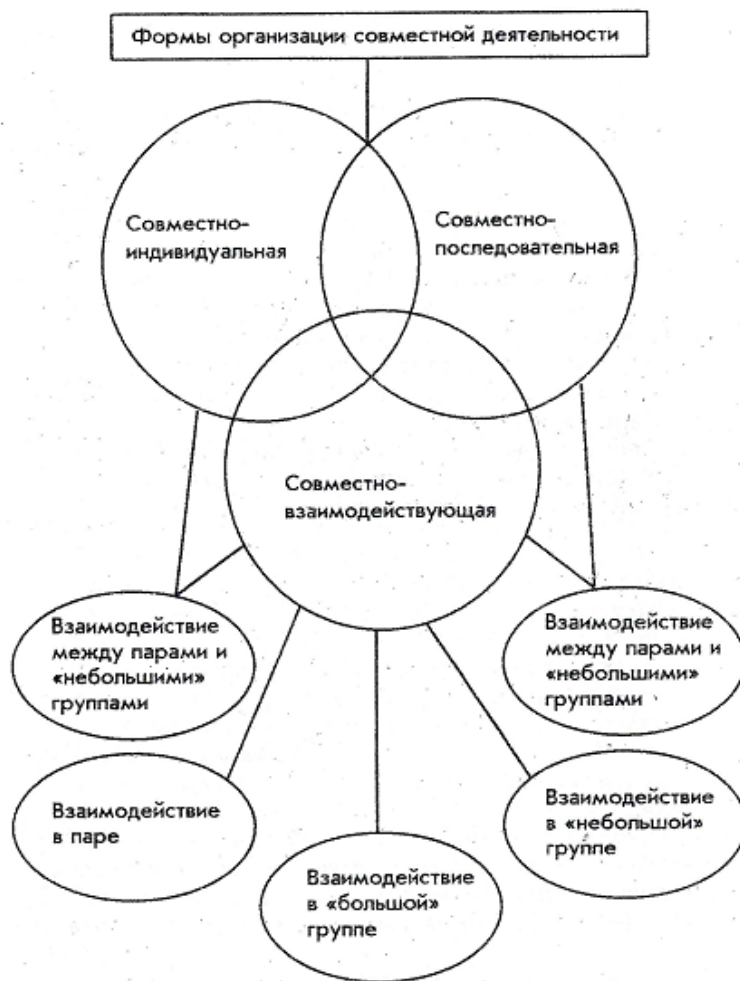 Формы организации совместной деятельности
Совместно-
индивидуальная
Совместно-
последовательная
Совместно-
взаимодействующая
Взаимодействие
между парами и
«небольшими»
группами
Взаимодействие
между парами и
«небольшими»
группами
Взаимодействие
в паре
Взаимодействие
в «небольшой»
группе
Взаимодействие
в «большой»
группе